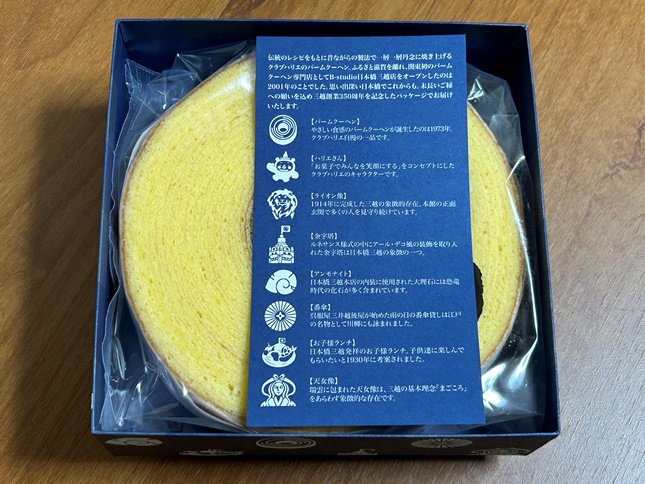 伝統のレシピをもとに昔ながらの製法で一層一層丹念に焼き上げる
クラブハリエのバームクーヘン。ふるさと滋賀を離れ、関東初のバーム
クーヘン専門店としてB-studio日本橋三越店をオープンしたのは
2001年のことでした。思い出深い日本橋でこれからも、末長いご縁
への願いを込め三越創業350周年を記念したパッケージでお届け
いたします。
【バームクーヘン】
やさしい食感のバームクーヘンが誕生したのは1973年。
クラブハリエ自慢の一品です。
【ハリエさん】
「お菓子でみんなを笑顔にする」をコンセプトにした
クラブハリエのキャラクターです。
【ライオン像】
1914年に完成した三越の象徴的存在。本館の正面
玄関で多くの人を見守り続けています。
【金字塔】
ルネサンス様式の中にアール・デコ風の装飾を取り入
れた金字塔は日本橋三越の象徴の一つ。
【アンモナイト】
日本橋三越本店の内装に使用された大理石には恐竜
時代の化石が多く含まれています。
【番傘】
呉服屋三井越後屋が始めた雨の日の番傘貸しは江戸
の名物として川柳にも詠まれました。
【お子様ランチ】
日本橋三越発祥のお子様ランチ。子供達に楽しんで
もらいたいと1930年に考案されました。
【天女像】
瑞雲に包まれた天女像は、三越の基本理念「まごころ」
をあらわす象徴的な存在です。